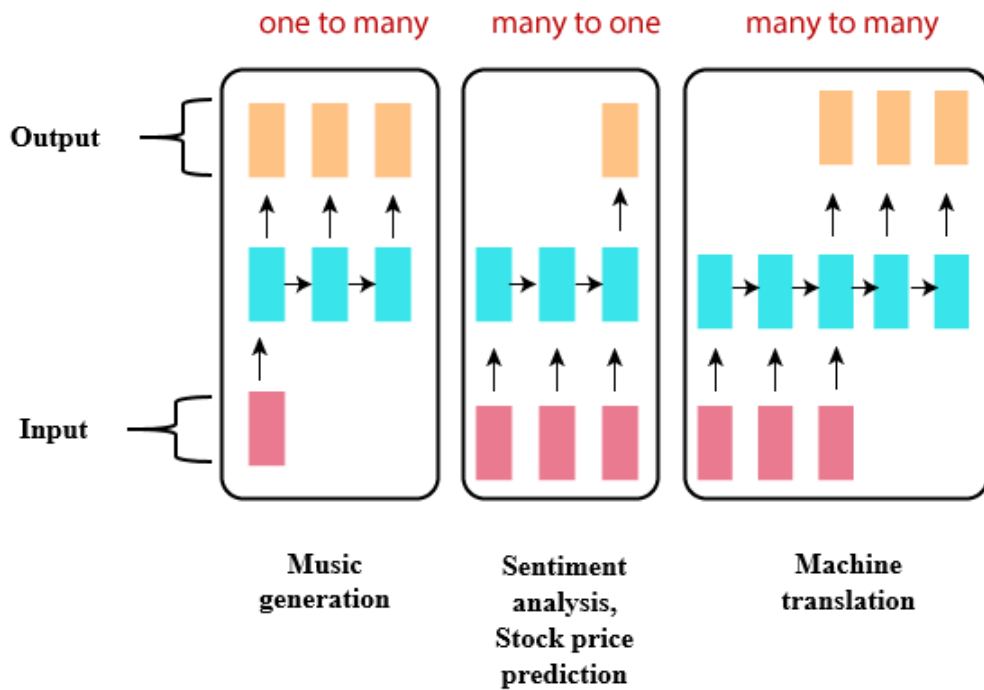 one to many
many to one
many to many
Output
Input
Music
generation
Sentiment
analysis,
Stock price
prediction
Machine
translation